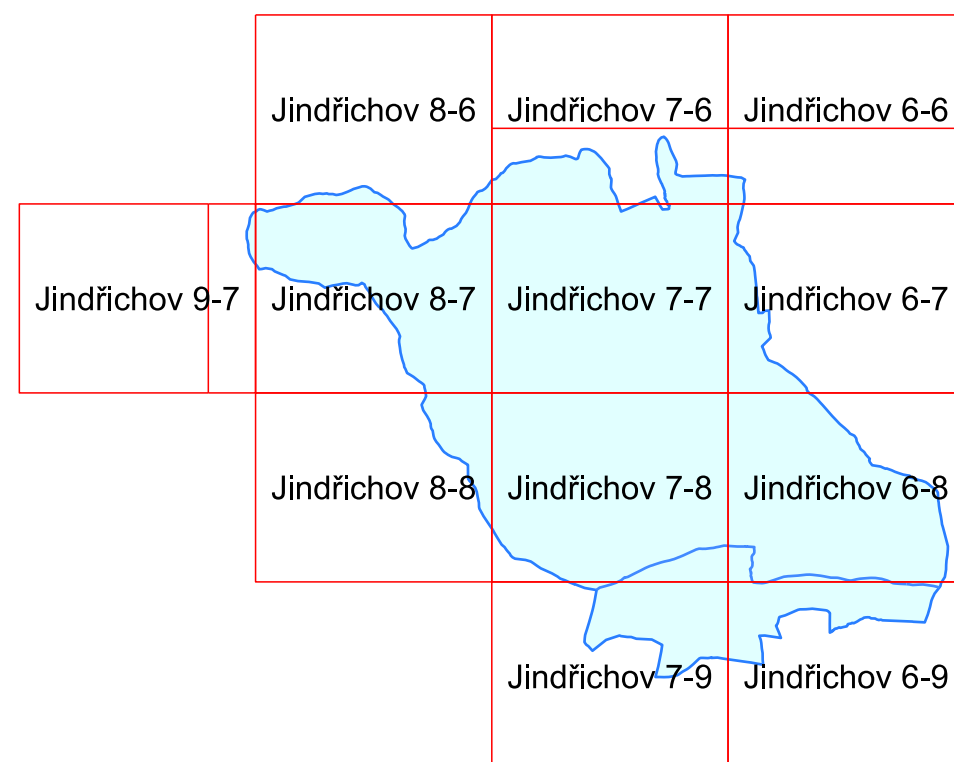 Jindřichov 8-6
Jindřichov 7-6
Jindřichov 6-6
Jindřichov 9-7
Jindřichov 8-7
Jindřichov 7-7
Jindřichov 6-7
Jindřichov 8-8
Jindřichov 7-8
Jindřichov 6-8
Jindřichov 7-9
Jindřichov 6-9